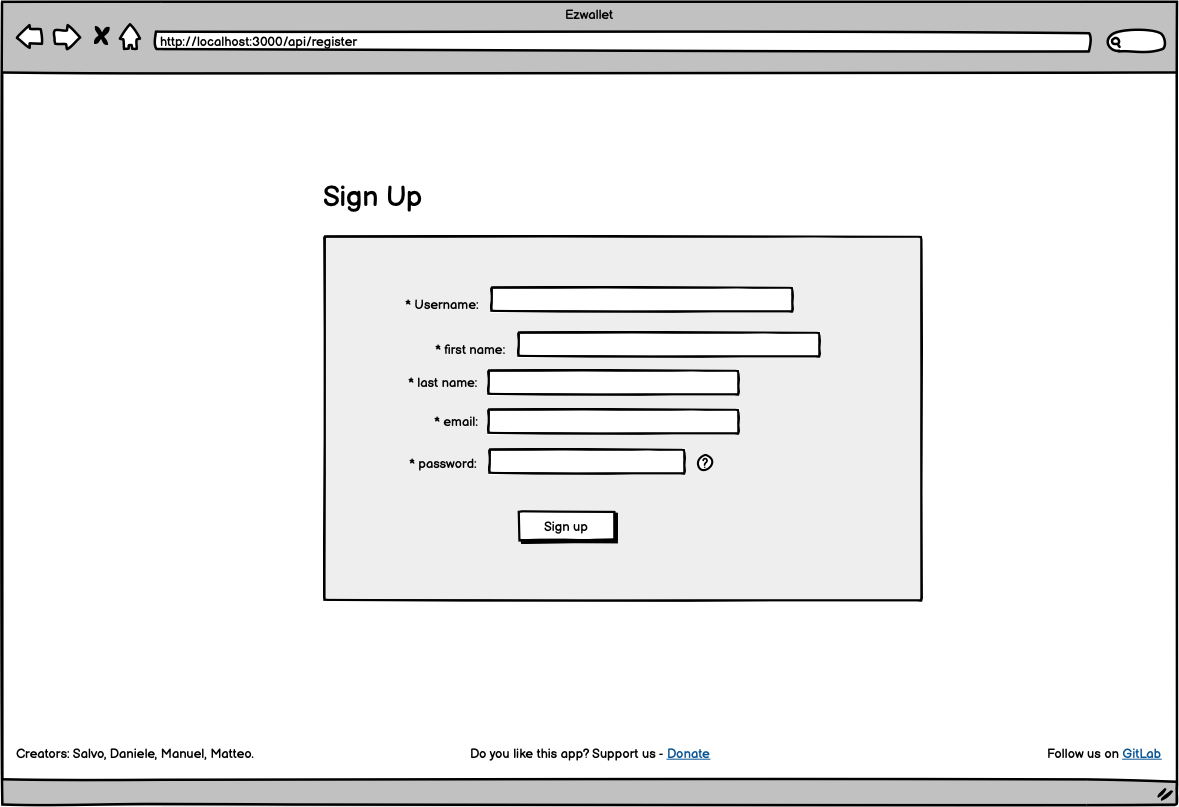 Ezwallet
http://localhost:3000/api/register
Sign Up
* Username:
* first name:
* last name:
* email:
* password:
?
Sign up
Creators: Salvo, Daniele, Manuel, Matteo.
Do you like this app? Support us - Donate
Follow us on GitLab